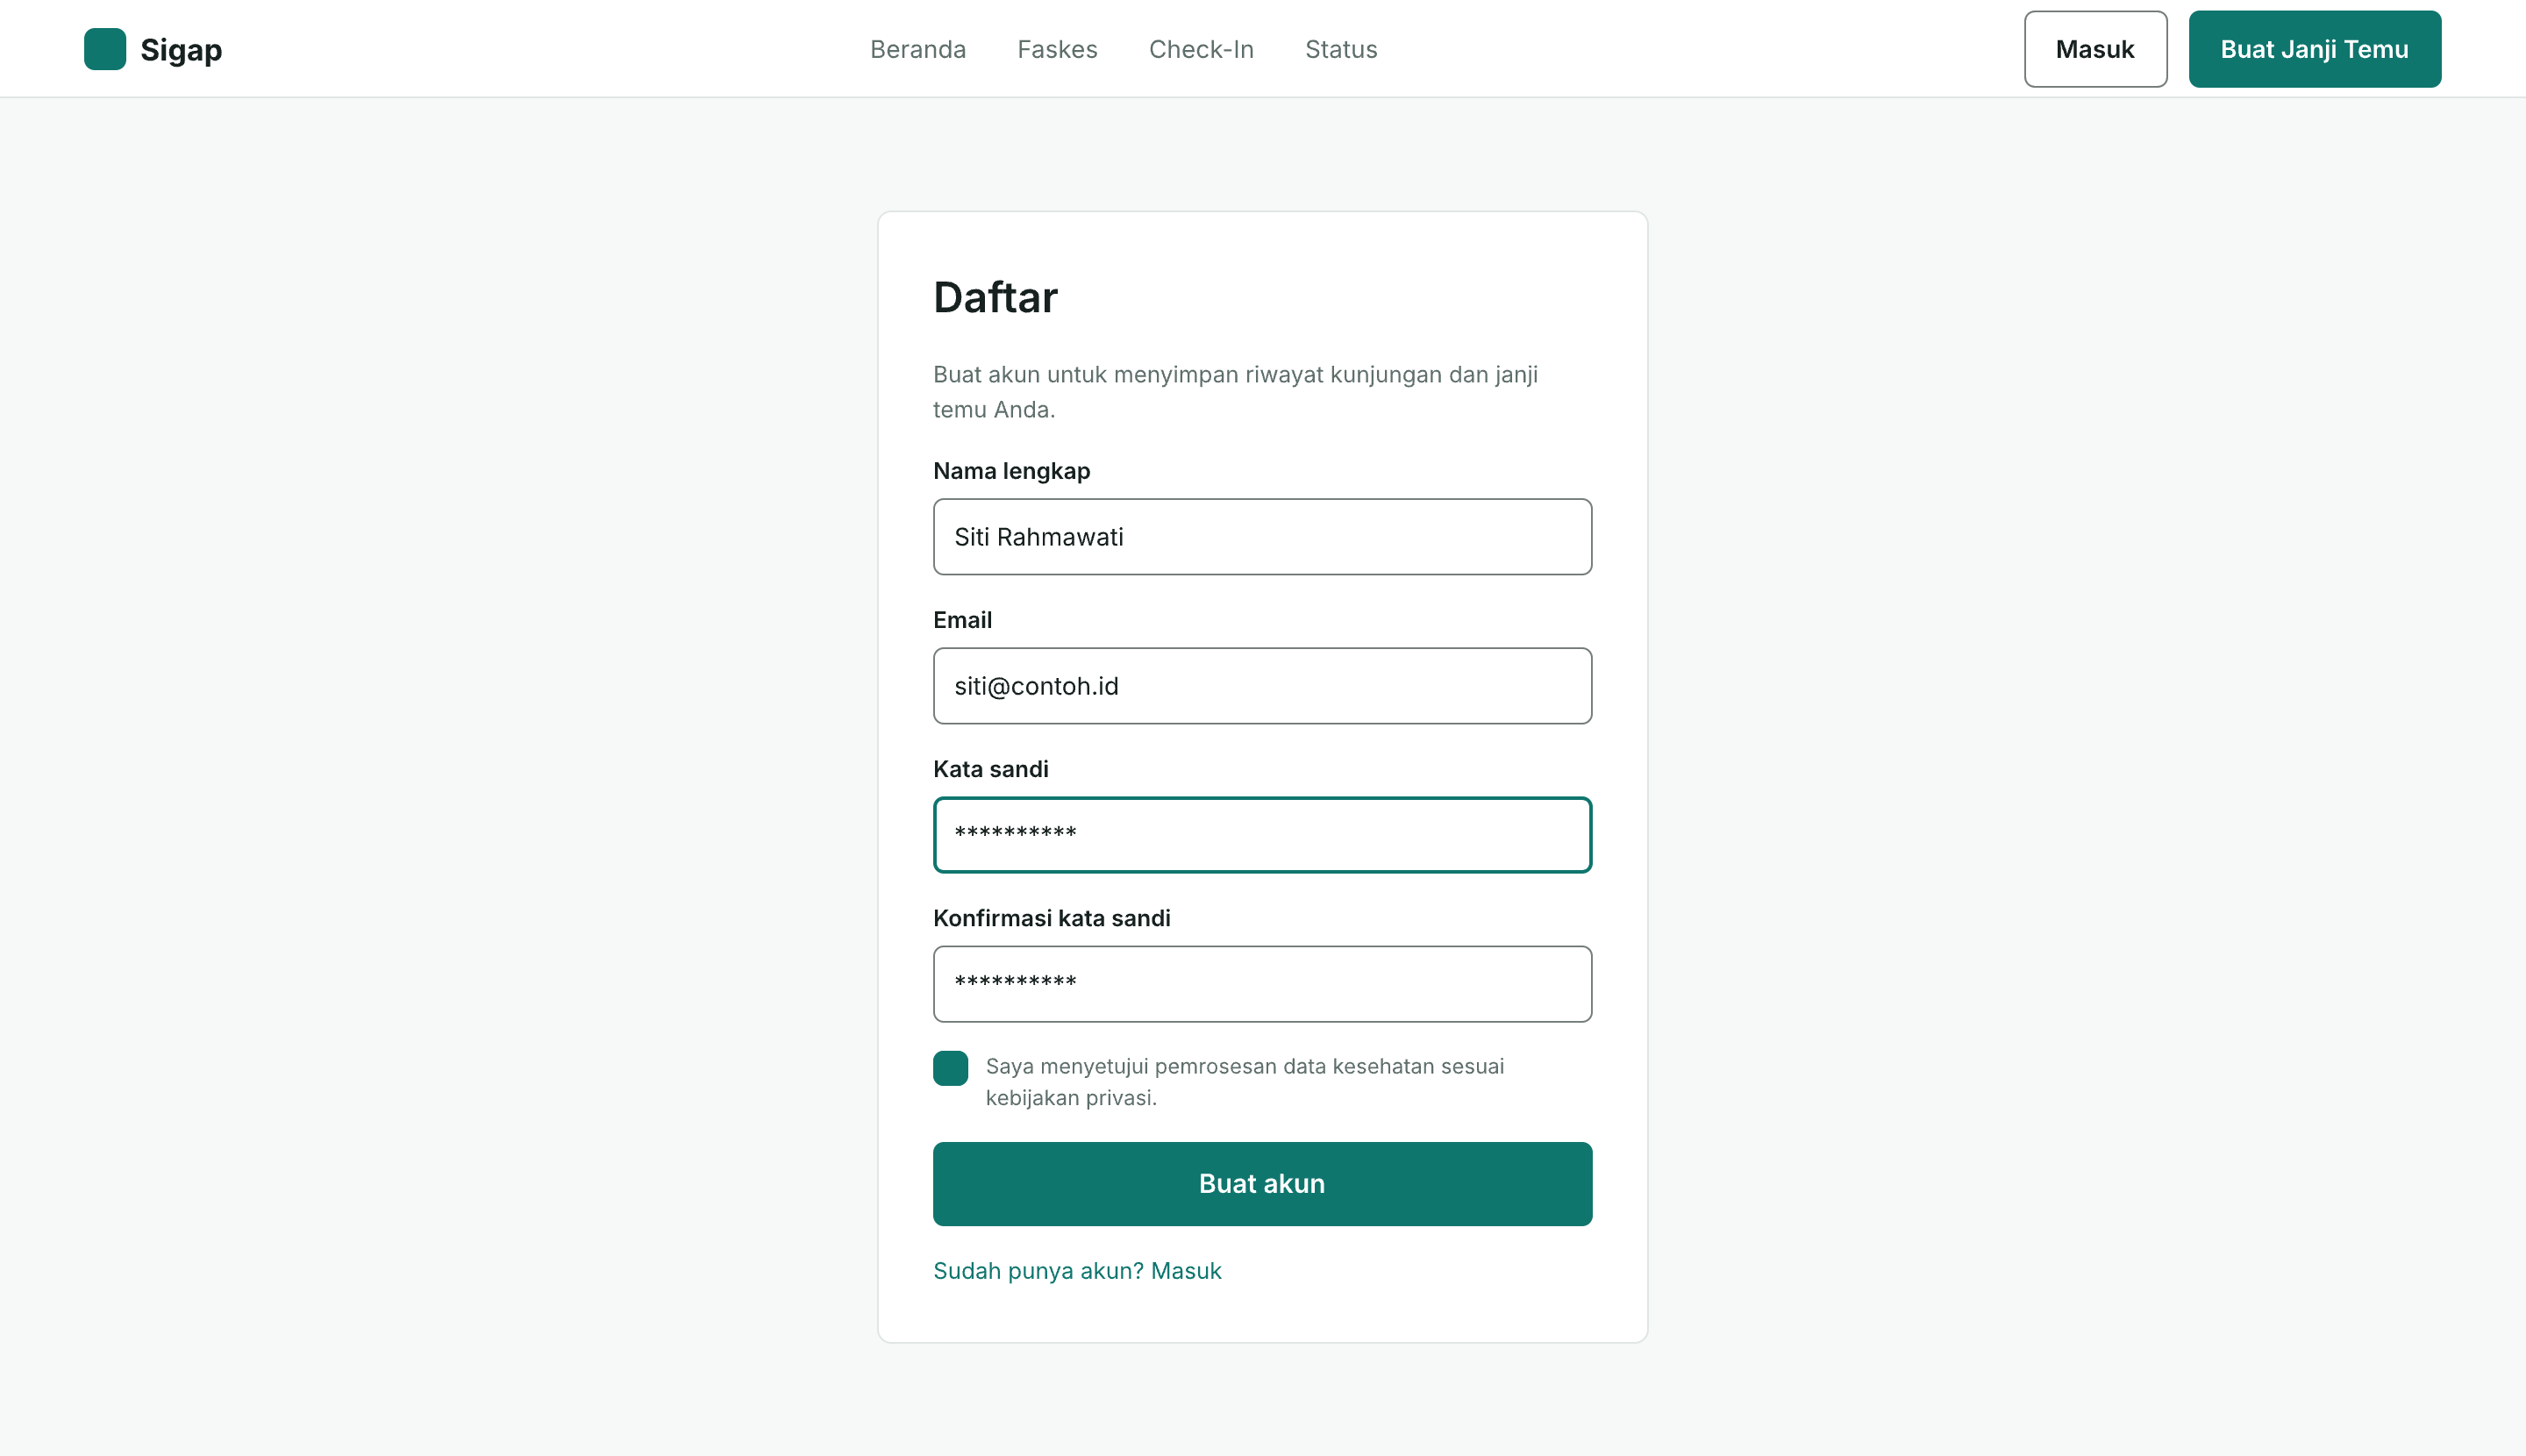 Sigap
Beranda
Faskes
Check-In
Status
Masuk
Buat Janji Temu
Daftar
Buat akun untuk menyimpan riwayat kunjungan dan janji
temu Anda.
Nama lengkap
Siti Rahmawati
Email
siti@contoh.id
Kata sandi
**********
Konfirmasi kata sandi
**********
Saya menyetujui pemrosesan data kesehatan sesuai
kebijakan privasi.
Buat akun
Sudah punya akun? Masuk